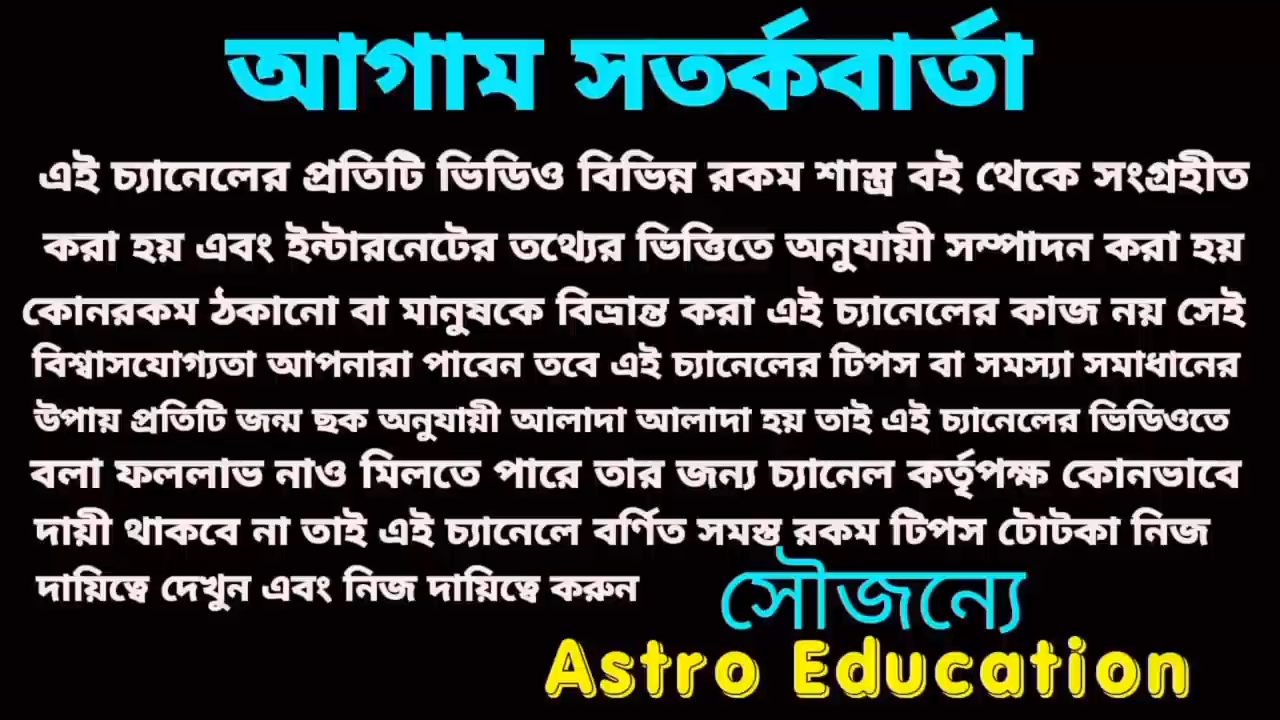 আগাম সতর্কবার্তা
এই চ্যানেলের প্রতিটি ভিডিও বিভিন্ন রকম শাস্ত্র বই থেকে সংগ্রহীত
করা হয় এবং ইন্টারনেটের তথ্যের ভিত্তিতে অনুযায়ী সম্পাদন করা হয়
কোনরকম ঠকানো বা মানুষকে বিভ্রান্ত করা এই চ্যানেলের কাজ নয় সেই
বিশ্বাসযোগ্যতা আপনারা পাবেন তবে এই চ্যানেলের টিপস বা সমস্যা সমাধানের
উপায় প্রতিটি জন্ম ছক অনুযায়ী আলাদা আলাদা হয় তাই এই চ্যানেলের ভিডিওতে
বলা ফললাভ নাও মিলতে পারে তার জন্য চ্যানেল কর্তৃপক্ষ কোনভাবে
দায়ী থাকবে না তাই এই চ্যানেলে বর্ণিত সমস্ত রকম টিপস টোটকা নিজ
দায়িত্বে দেখুন এবং নিজ দায়িত্বে করুন
সৌজন্যে
Astro Education